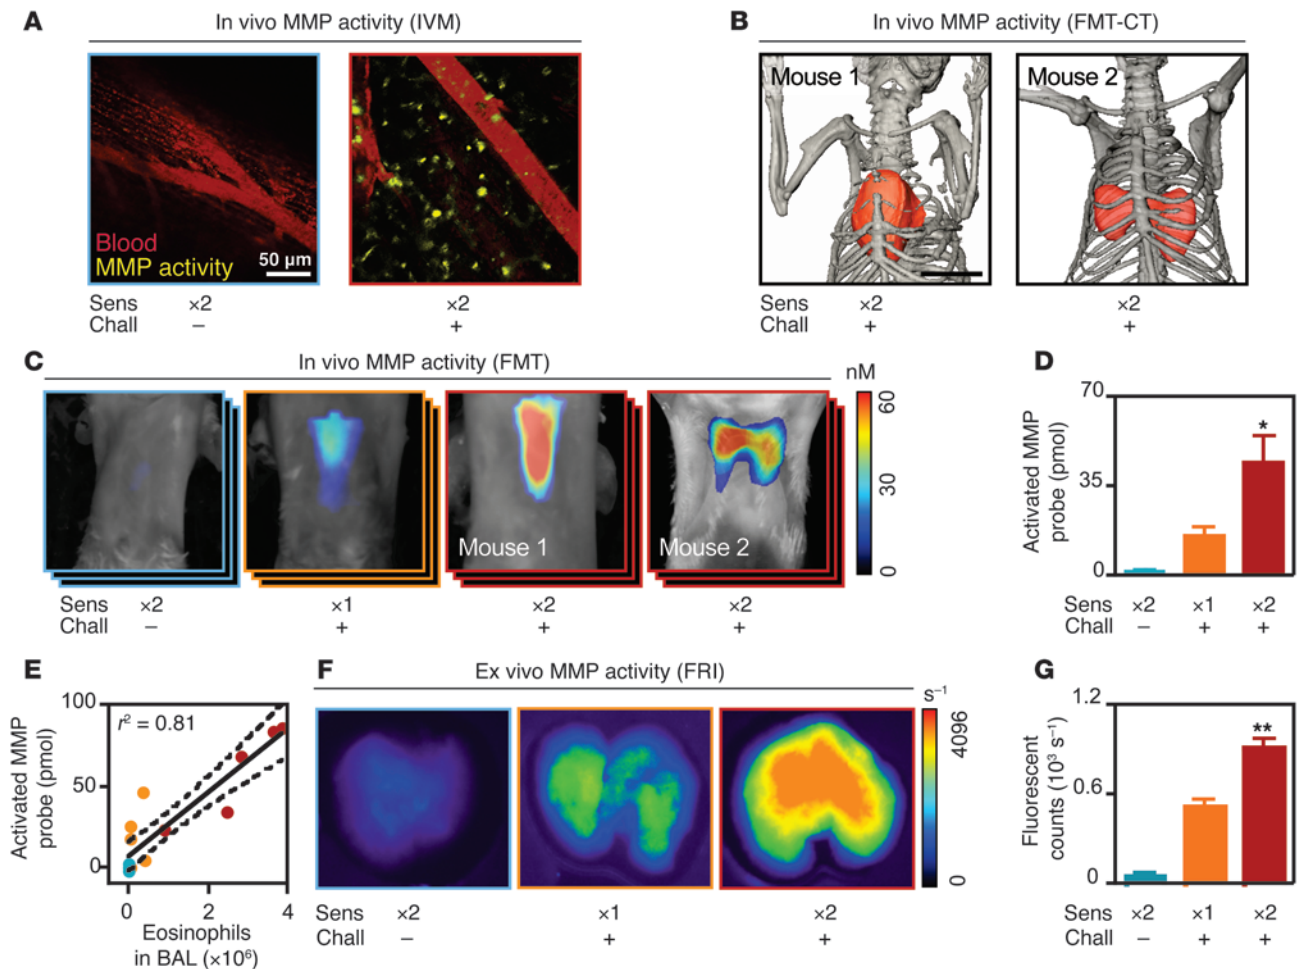 A
In vivo MMP activity (IVM)
Blood
MMP activity
50 µm
Sens ×2 ×2
Chall – +
B
In vivo MMP activity (FMT-CT)
Mouse 1
Mouse 2
Sens ×2 ×2
Chall + +
C
In vivo MMP activity (FMT)
nM
60
30
0
Mouse 1
Mouse 2
Sens ×2 ×1 ×2 ×2
Chall – + + +
D
Activated MMP
probe (pmol)
70
35
0
*
Sens ×2 ×1 ×2
Chall – + +
E
Activated MMP
probe (pmol)
100
50
0
r² = 0.81
0 2 4
Eosinophils
in BAL (×10⁶)
F
Ex vivo MMP activity (FRI)
s⁻¹
4096
0
Sens ×2 ×1 ×2
Chall – + +
G
Fluorescent
counts (10³ s⁻¹)
1.2
0.6
0
**
Sens ×2 ×1 ×2
Chall – + +